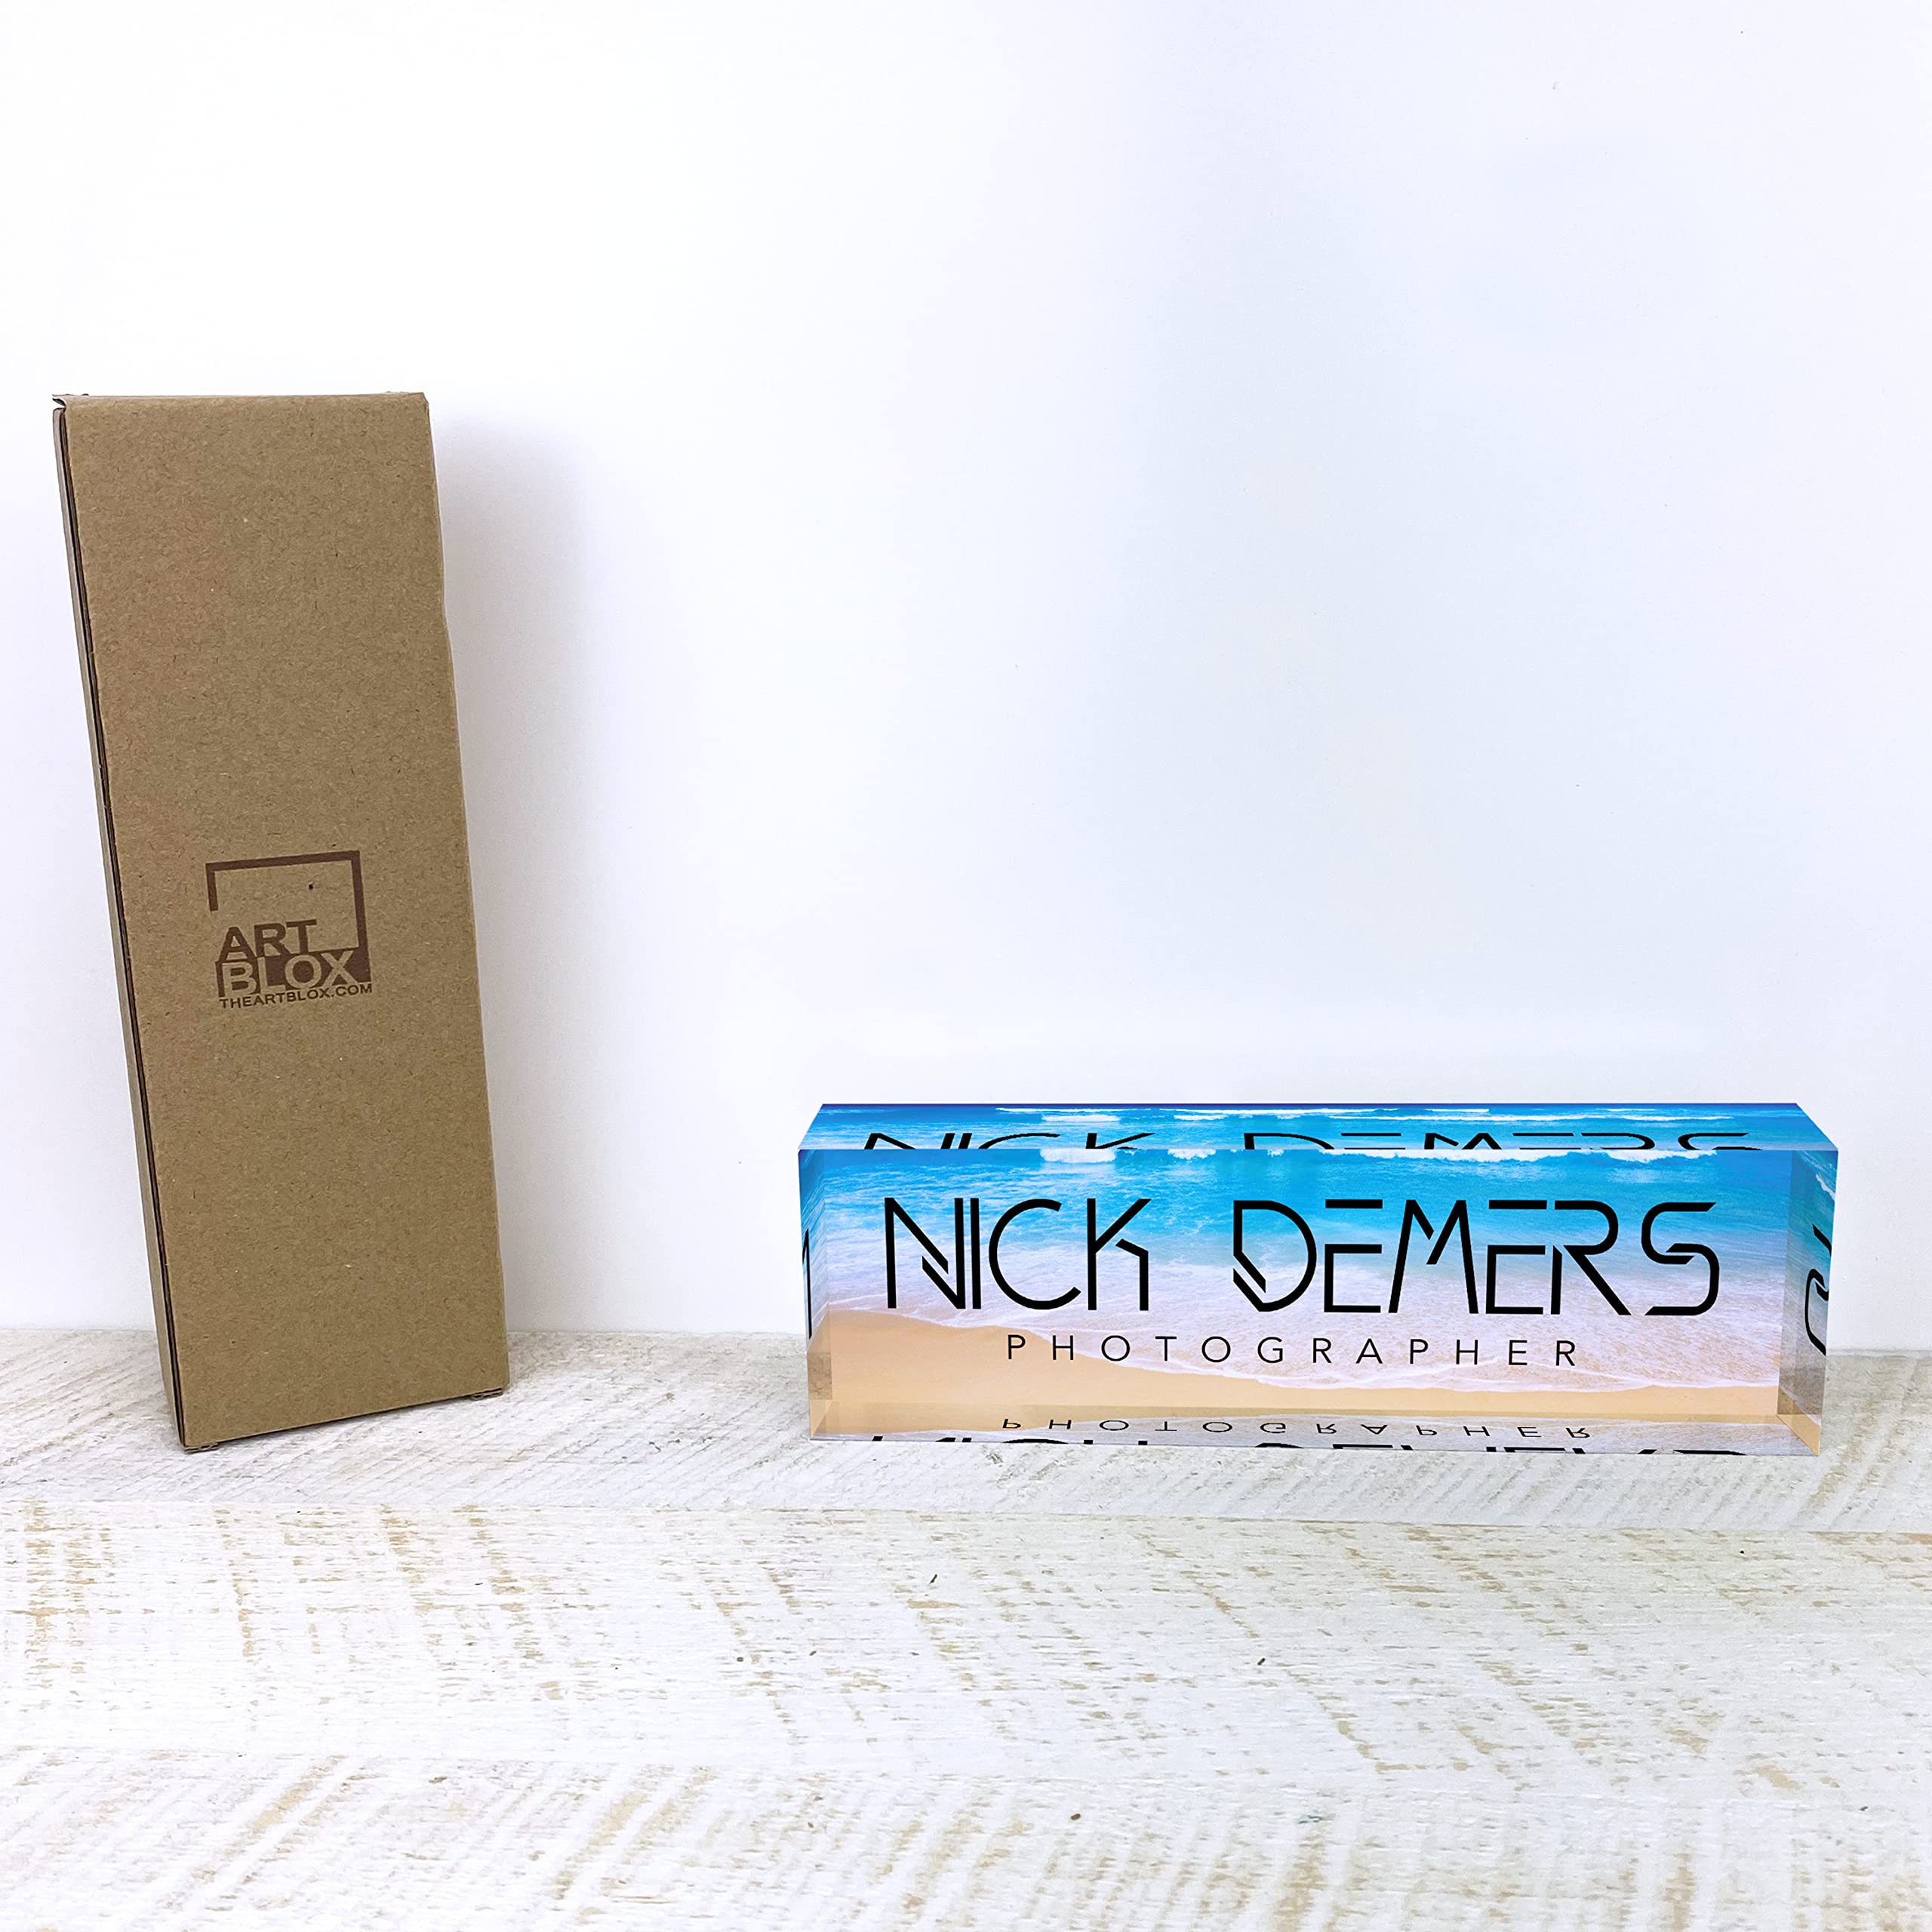 ART
BLOX
THEARTBLOX.COM
NICK DEMERS
PHOTOGRAPHER